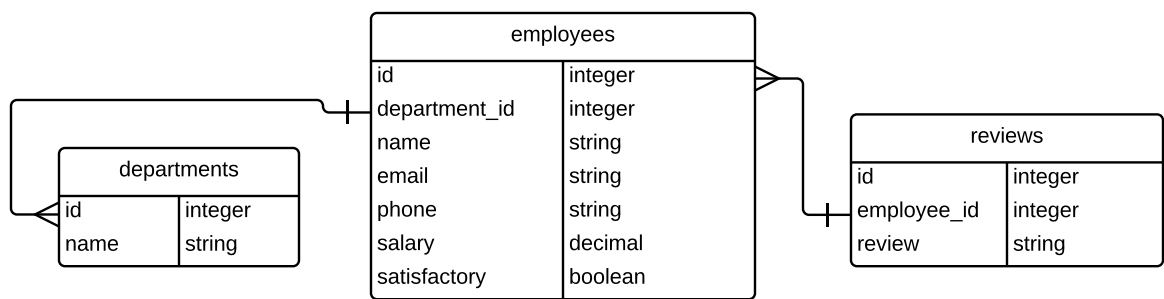 employees
id integer
department_id integer
name string
email string
phone string
salary decimal
satisfactory boolean
departments
id integer
name string
reviews
id integer
employee_id integer
review string